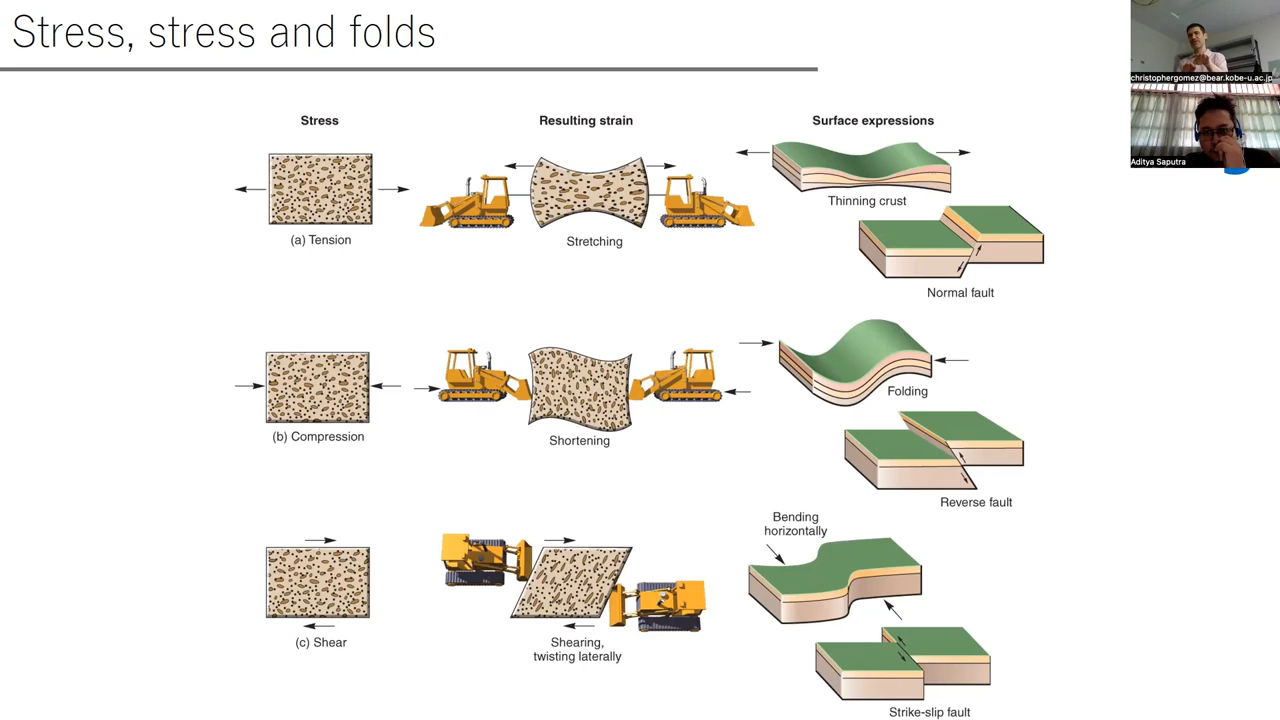 Stress, stress and folds
christophergomez@bear.kobe-u.ac.jp
Aditya Saputra
Stress
Resulting strain
Surface expressions
(a) Tension
Stretching
Thinning crust
Normal fault
(b) Compression
Shortening
Folding
Reverse fault
(c) Shear
Shearing,
twisting laterally
Bending
horizontally
Strike-slip fault